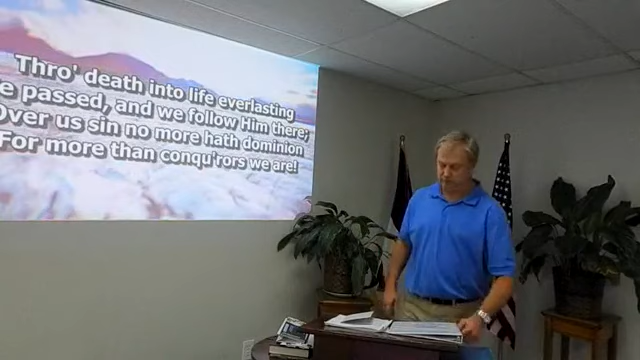 Thro' death into life everlasting
e passed, and we follow Him there;
Over us sin no more hath dominion
For more than conqu'rors we are!